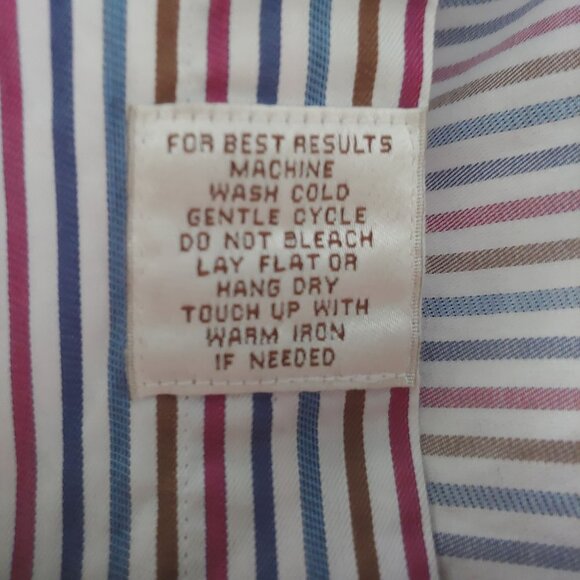 FOR BEST RESULTS
MACHINE
WASH COLD
GENTLE CYCLE
DO NOT BLEACH
LAY FLAT OR
HANG DRY
TOUCH UP WITH
WARM IRON
IF NEEDED